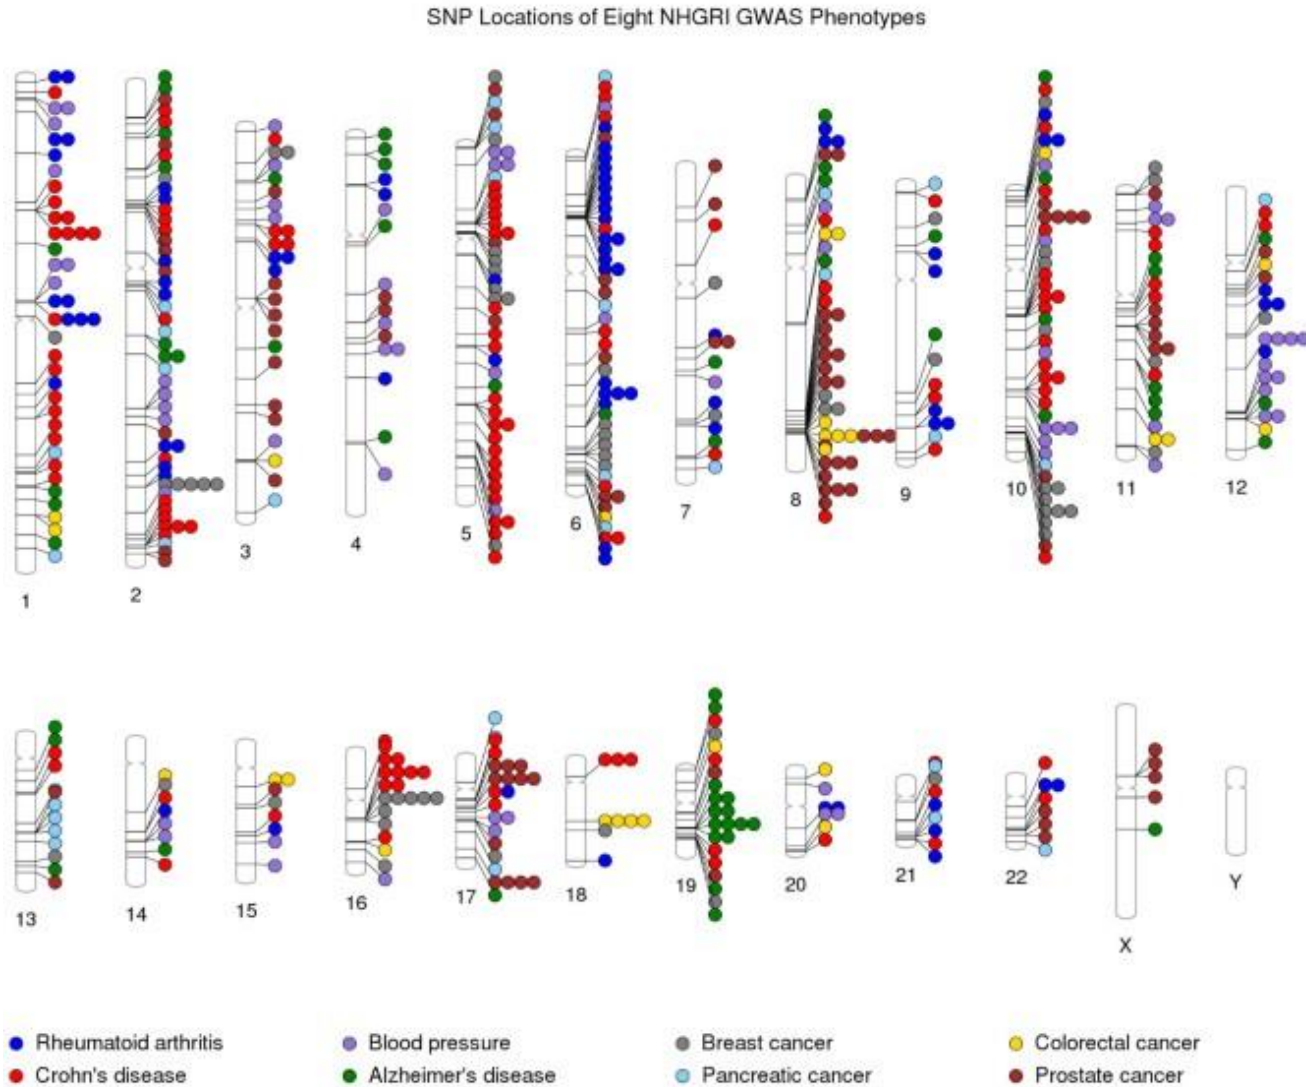 SNP Locations of Eight NHGRI GWAS Phenotypes
1 2 3 4 5 6 7 8 9 10 11 12
13 14 15 16 17 18 19 20 21 22 X Y
Rheumatoid arthritis Blood pressure Breast cancer Colorectal cancer
Crohn's disease Alzheimer's disease Pancreatic cancer Prostate cancer